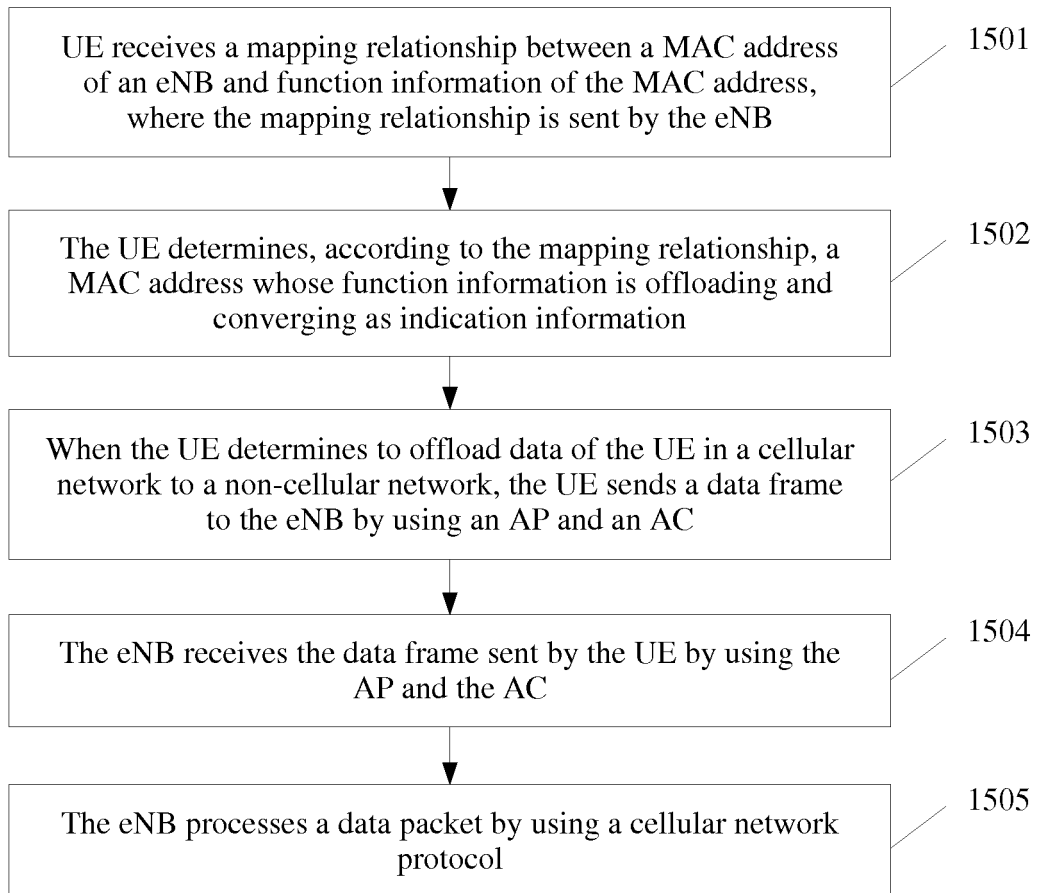 UE receives a mapping relationship between a MAC address
of an eNB and function information of the MAC address,
where the mapping relationship is sent by the eNB
1501
The UE determines, according to the mapping relationship, a
MAC address whose function information is offloading and
converging as indication information
1502
When the UE determines to offload data of the UE in a cellular
network to a non-cellular network, the UE sends a data frame
to the eNB by using an AP and an AC
1503
The eNB receives the data frame sent by the UE by using the
AP and the AC
1504
The eNB processes a data packet by using a cellular network
protocol
1505